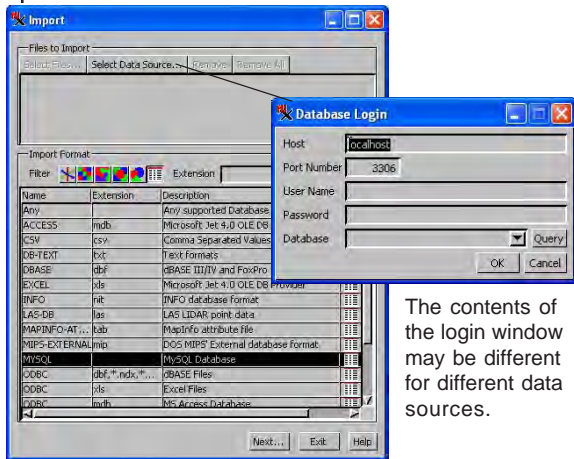 Import
Files to Import
Select Files... Select Data Source... Remove Remove All
Import Format
Filter Extension
Name Extension Description
Any Any supported Database
ACCESS mdb Microsoft Jet 4.0 OLE DB
CSV csv Comma Separated Values
DB-TEXT txt Text formats
DBASE dbf dBASE III/IV and FoxPro
EXCEL xls Microsoft Jet 4.0 OLE DB Provider
INFO nit INFO database format
LAS-DB las LAS LIDAR point data
MAPINFO-AT... tab MapInfo attribute file
MIPS-EXTERNAL mip DOS MIPS' External database format
MYSQL MySQL Database
ODBC dbf,*.ndx,*... dBASE Files
ODBC xls Excel Files
ODBC mdb MS Access Database
Next... Exit Help
Database Login
Host localhost
Port Number 3306
User Name
Password
Database Query
OK Cancel
The contents of
the login window
may be different
for different data
sources.